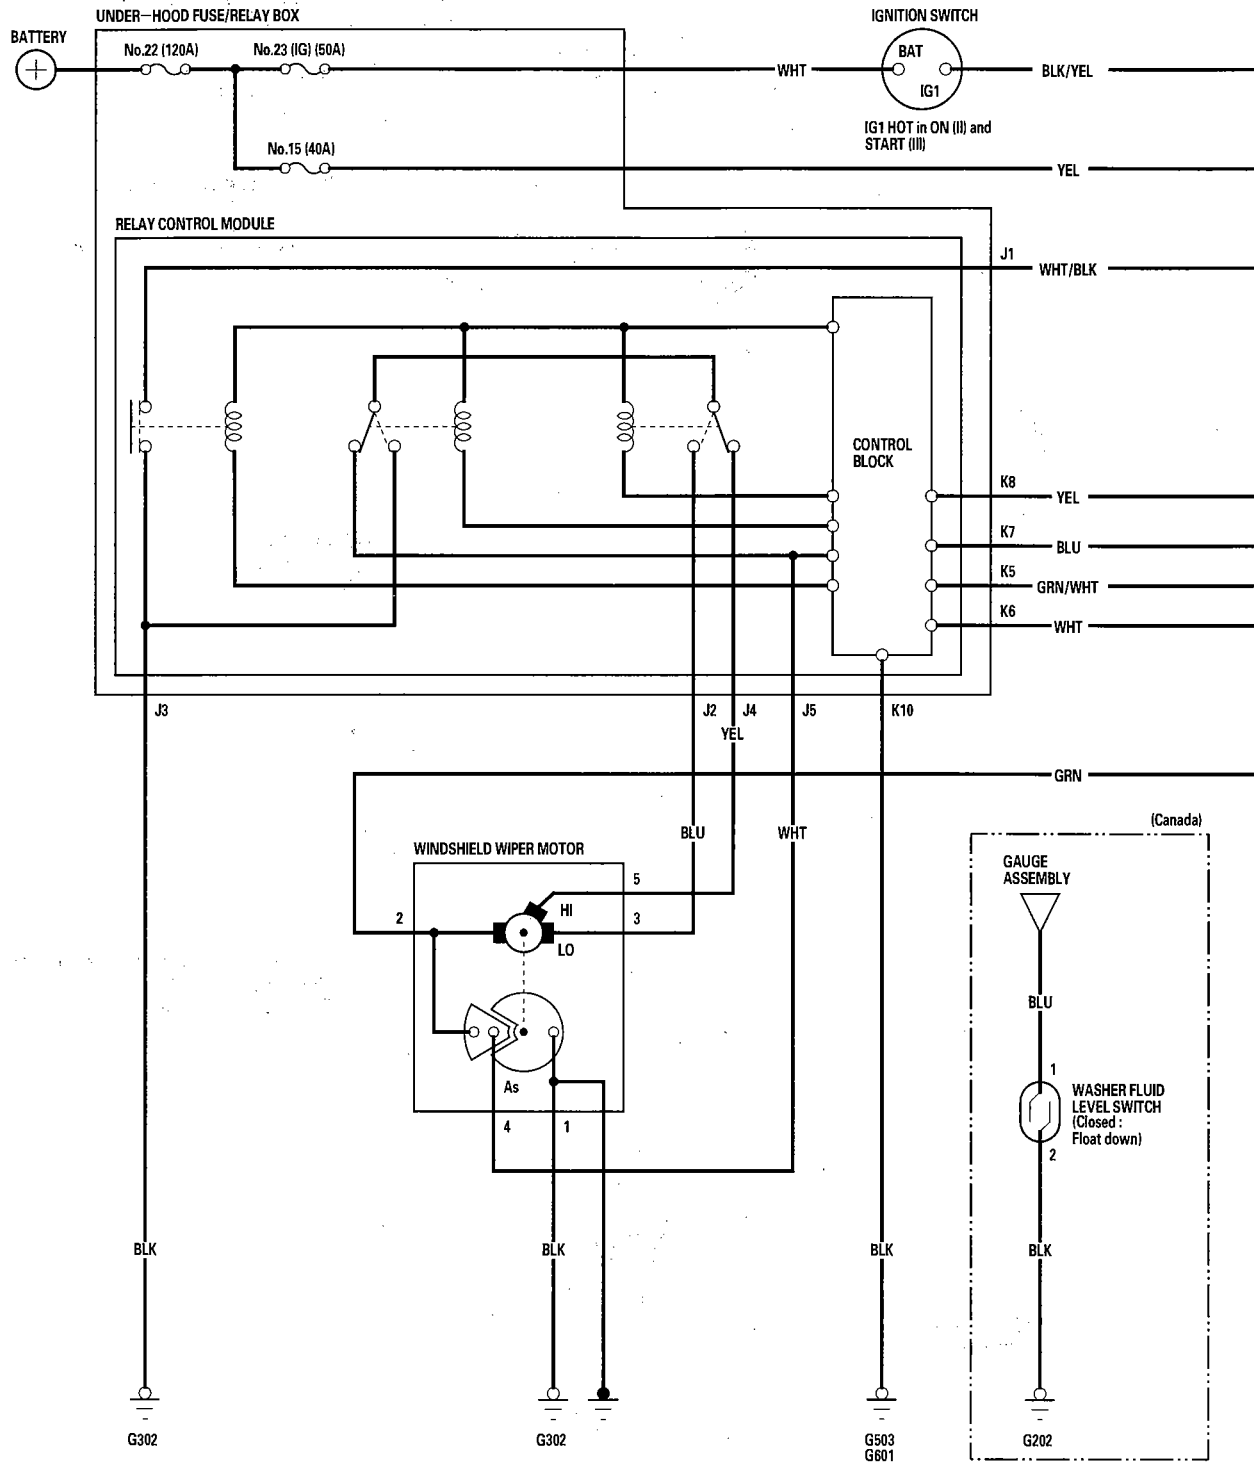 UNDER-HOOD FUSE/RELAY BOX
IGNITION SWITCH
BATTERY
No.22 (120A)
No.23 (IG) (50A)
BAT
WHT
BLK/YEL
IG1
IG1 HOT in ON (II) and
START (III)
No.15 (40A)
YEL
RELAY CONTROL MODULE
J1
WHT/BLK
CONTROL
BLOCK
K8
YEL
K7
BLU
K5
GRN/WHT
K6
WHT
J3
J2
J4
J5
K10
YEL
GRN
(Canada)
BLU
WHT
WINDSHIELD WIPER MOTOR
GAUGE
ASSEMBLY
5
HI
2
3
LO
BLU
1
As
WASHER FLUID
LEVEL SWITCH
(Closed :
Float down)
4
1
2
BLK
BLK
BLK
BLK
G302
G302
G503
G601
G202